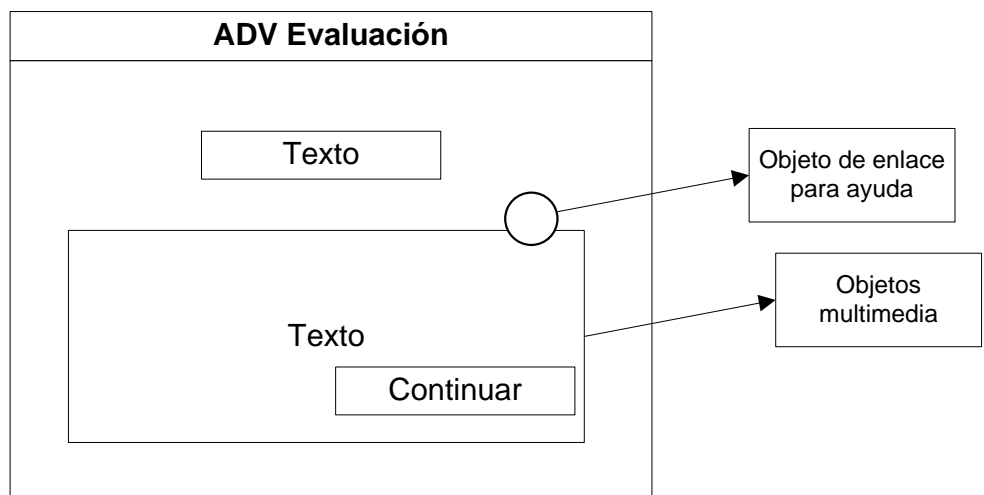 ADV Evaluación
Texto
Objeto de enlace
para ayuda
Objetos
multimedia
Texto
Continuar